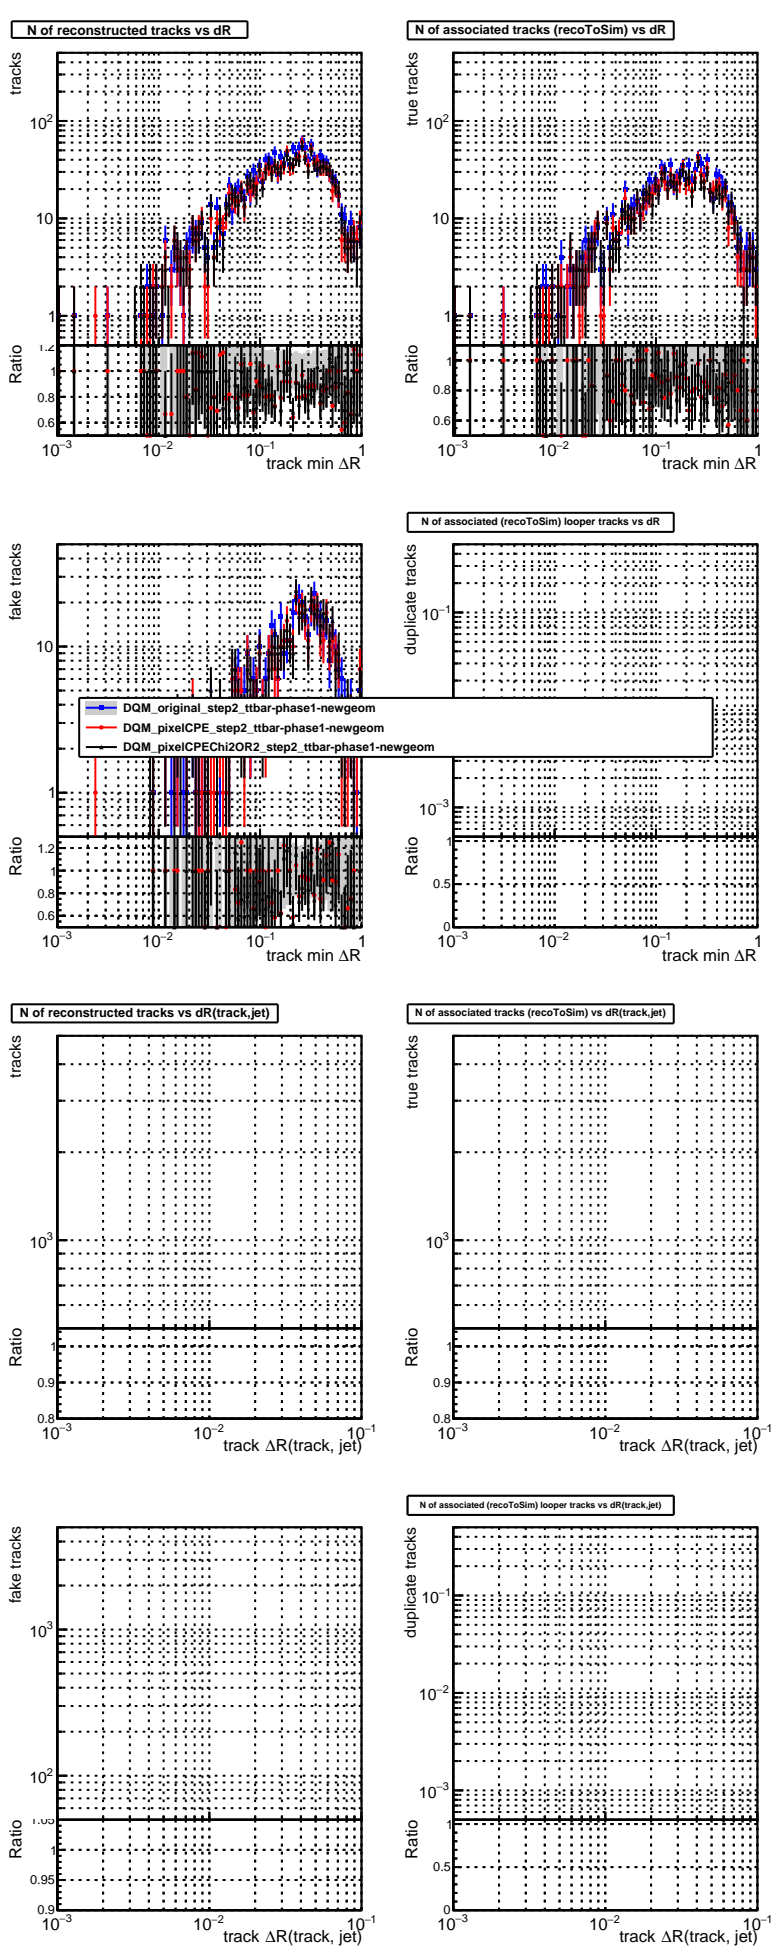 N of reconstructed tracks vs dR
tracks
10²
10
1
Ratio
1.2
1
0.8
0.6
10⁻³ 10⁻² 10⁻¹ 1
track min ΔR
N of associated tracks (recoToSim) vs dR
true tracks
10²
10
1
Ratio
1
0.8
0.6
10⁻³ 10⁻² 10⁻¹ 1
track min ΔR
fake tracks
10
1
Ratio
1.2
1
0.8
0.6
10⁻³ 10⁻² 10⁻¹ 1
track min ΔR
N of associated (recoToSim) looper tracks vs dR
duplicate tracks
10⁻¹
10⁻³
Ratio
1
0.5
0
10⁻³ 10⁻² 10⁻¹ 1
track min ΔR
DQM_original_step2_ttbar-phase1-newgeom
DQM_pixelCPE_step2_ttbar-phase1-newgeom
DQM_pixelCPEChi2OR2_step2_ttbar-phase1-newgeom
N of reconstructed tracks vs dR(track,jet)
tracks
10³
Ratio
1
0.9
0.8
10⁻³ 10⁻² 10⁻¹
track ΔR(track, jet)
N of associated tracks (recoToSim) vs dR(track,jet)
true tracks
10³
Ratio
1
0.9
0.8
10⁻³ 10⁻² 10⁻¹
track ΔR(track, jet)
fake tracks
10³
10²
Ratio
1.05
1
0.95
0.9
10⁻³ 10⁻² 10⁻¹
track ΔR(track, jet)
N of associated (recoToSim) looper tracks vs dR(track,jet)
duplicate tracks
10⁻¹
10⁻²
10⁻³
Ratio
1
0.5
0
10⁻³ 10⁻² 10⁻¹
track ΔR(track, jet)